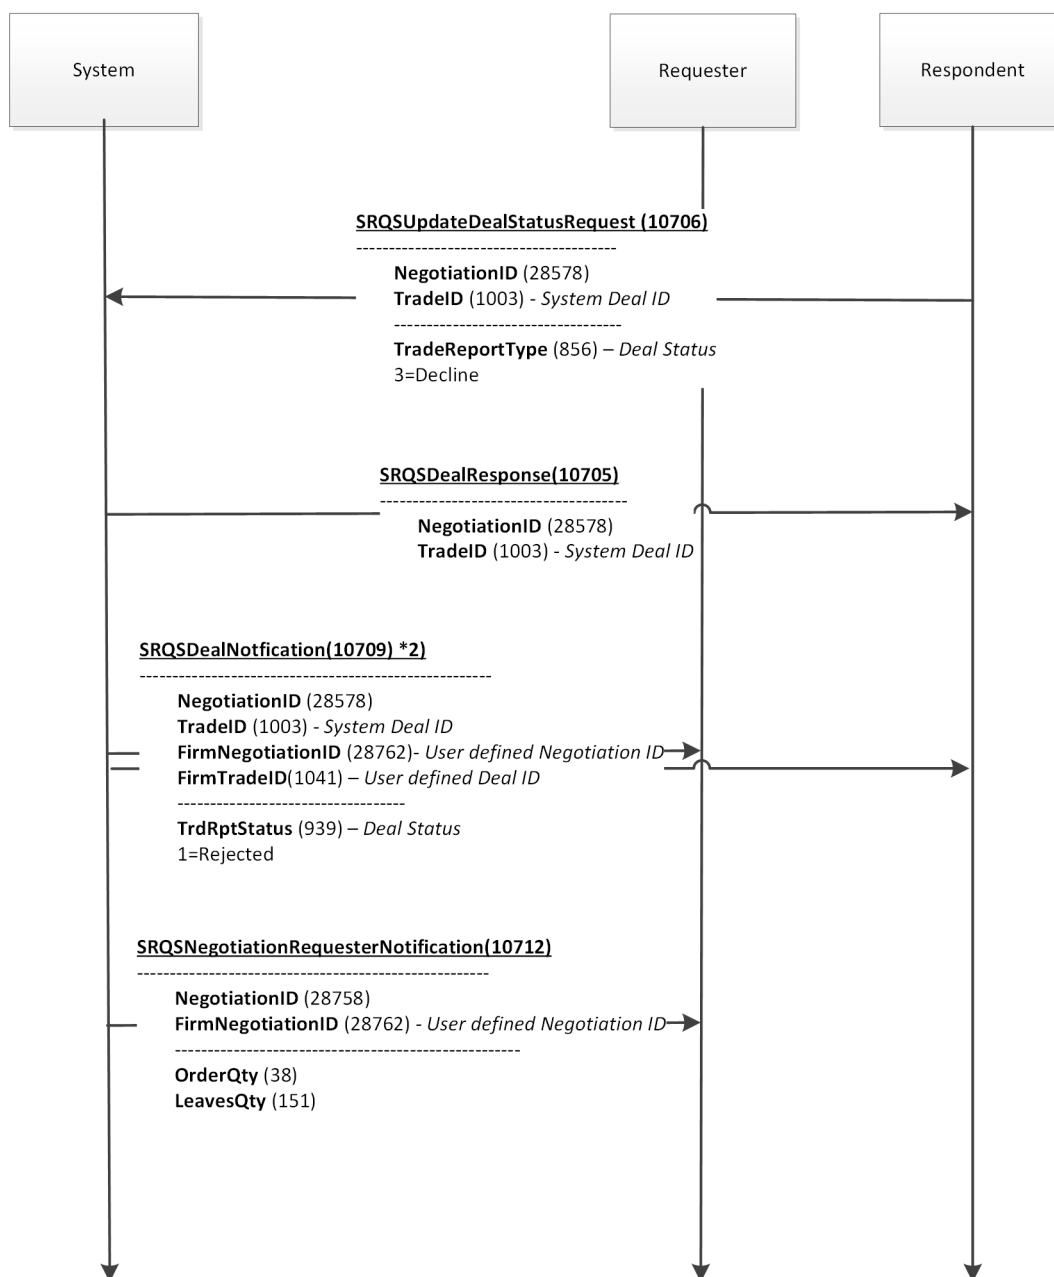 System
Requester
Respondent
SRQSUpdateDealStatusRequest (10706)
----------------------------------------
NegotiationID (28578)
TradeID (1003) - System Deal ID
-----------------------------------
TradeReportType (856) – Deal Status
3=Decline
SRQSDealResponse(10705)
--------------------------------------
NegotiationID (28578)
TradeID (1003) - System Deal ID
SRQSDealNotfication(10709) *2)
------------------------------------------------------
NegotiationID (28578)
TradeID (1003) - System Deal ID
FirmNegotiationID (28762)- User defined Negotiation ID
FirmTradeID(1041) – User defined Deal ID
-----------------------------------
TrdRptStatus (939) – Deal Status
1=Rejected
SRQSNegotiationRequesterNotification(10712)
------------------------------------------------------
NegotiationID (28758)
FirmNegotiationID (28762) - User defined Negotiation ID
-----------------------------------------------------
OrderQty (38)
LeavesQty (151)